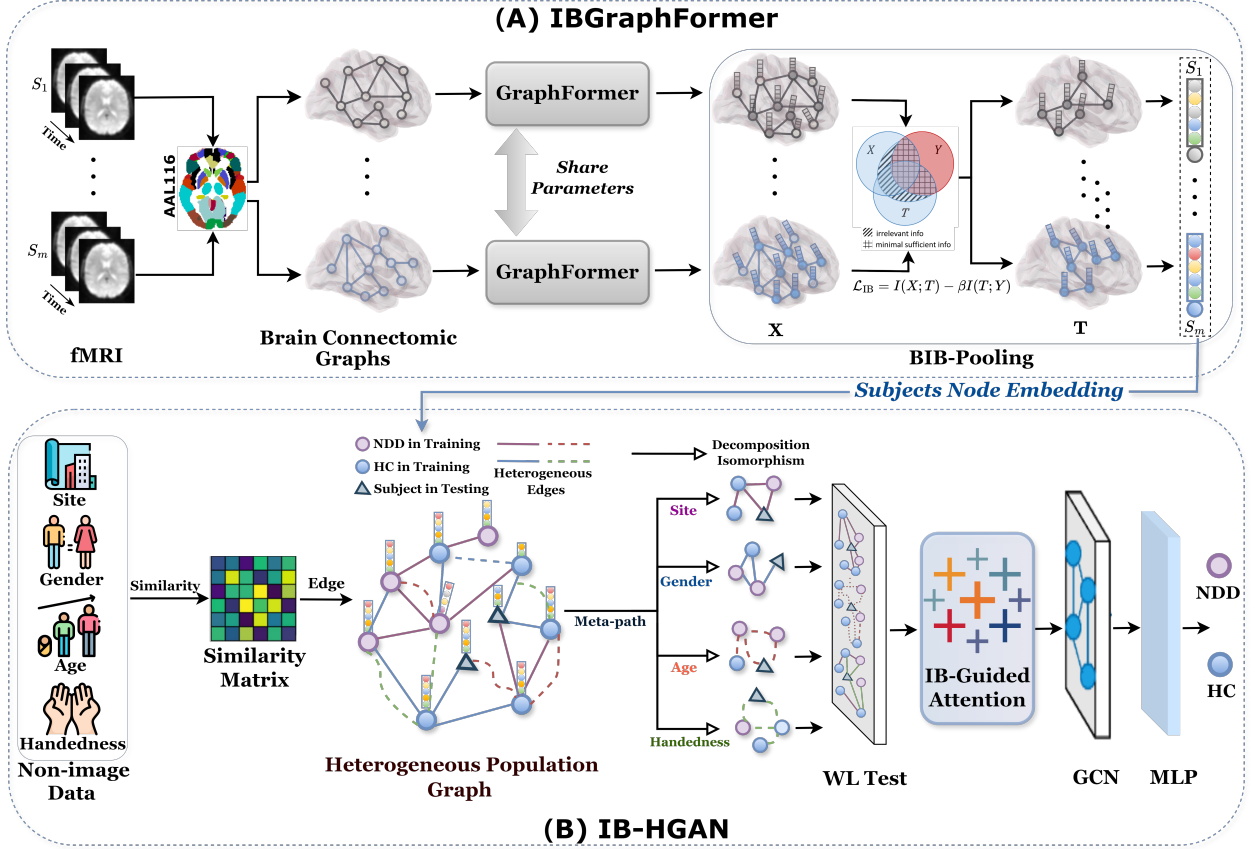 (A) IBGraphFormer
S1
Time
AA116
Sm
Time
fMRI
Brain Connectomic
Graphs
GraphFormer
Share
Parameters
GraphFormer
X
Y
T
irrelevant info
minimal sufficient info
ℒIB = I(X;T) − βI(T;Y)
X
T
S1
Sm
BIB-Pooling
Subjects Node Embedding
Site
Gender
Age
Handedness
Non-image
Data
Similarity
Similarity
Matrix
Edge
NDD in Training
HC in Training
Subject in Testing
Heterogeneous
Edges
Heterogeneous Population
Graph
Meta-path
Decomposition
Isomorphism
Site
Gender
Age
Handedness
WL Test
IB-Guided
Attention
GCN
MLP
NDD
HC
(B) IB-HGAN